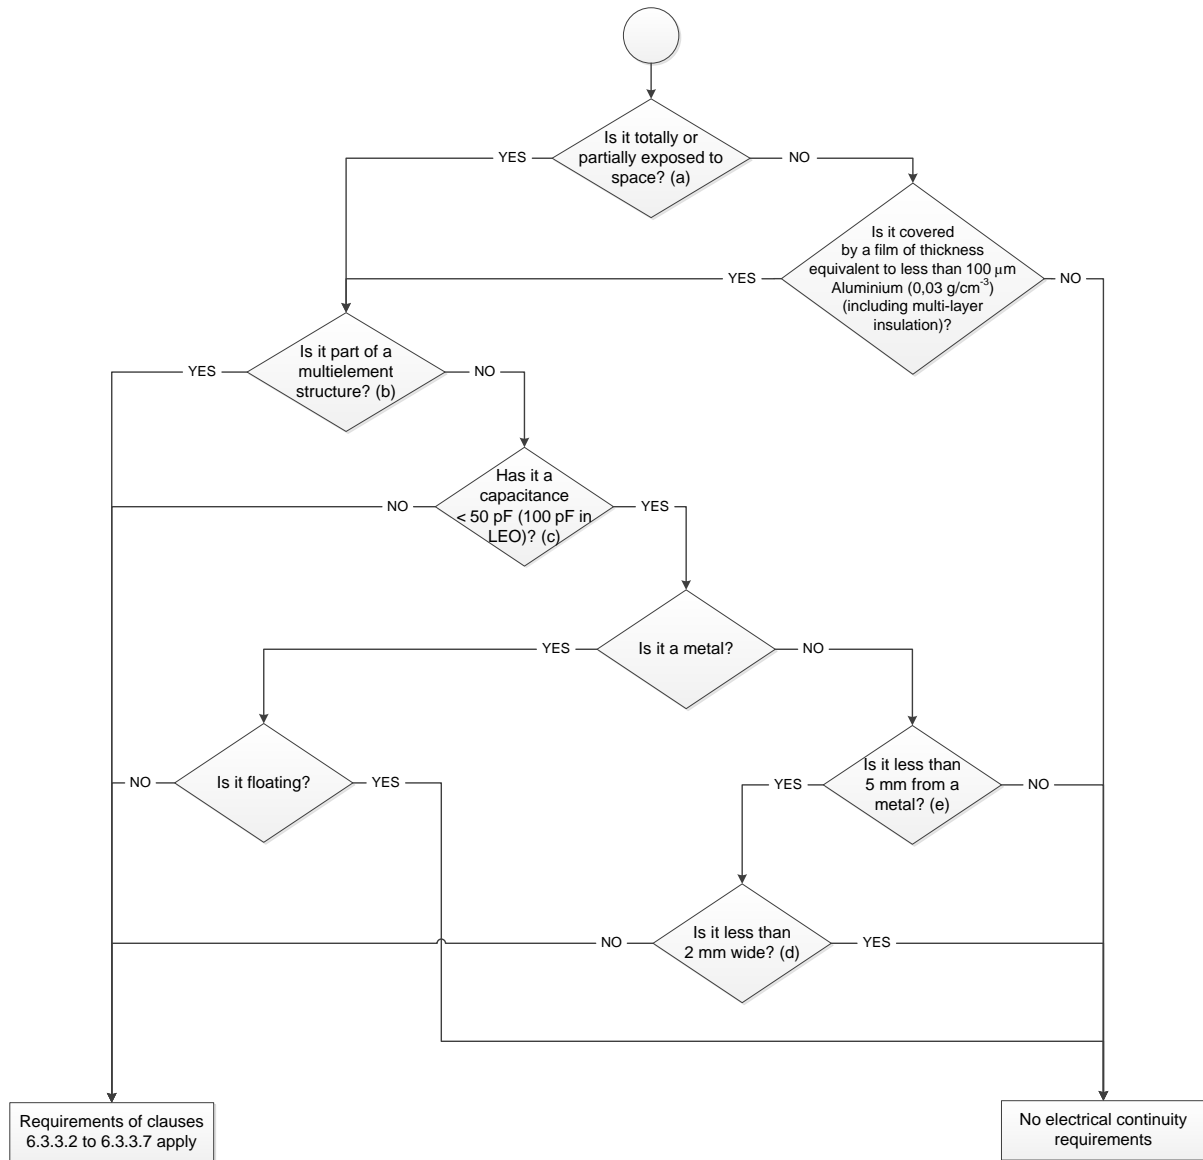 Is it totally or
partially exposed to
space? (a)
YES
NO
Is it covered
by a film of thickness
equivalent to less than 100 μm
Aluminium (0,03 g/cm-3)
(including multi-layer
insulation)?
YES
NO
Is it part of a
multielement
structure? (b)
YES
NO
Has it a
capacitance
< 50 pF (100 pF in
LEO)? (c)
NO
YES
Is it a metal?
YES
NO
Is it floating?
NO
YES
Is it less than
5 mm from a
metal? (e)
YES
NO
Is it less than
2 mm wide? (d)
NO
YES
Requirements of clauses
6.3.3.2 to 6.3.3.7 apply
No electrical continuity
requirements